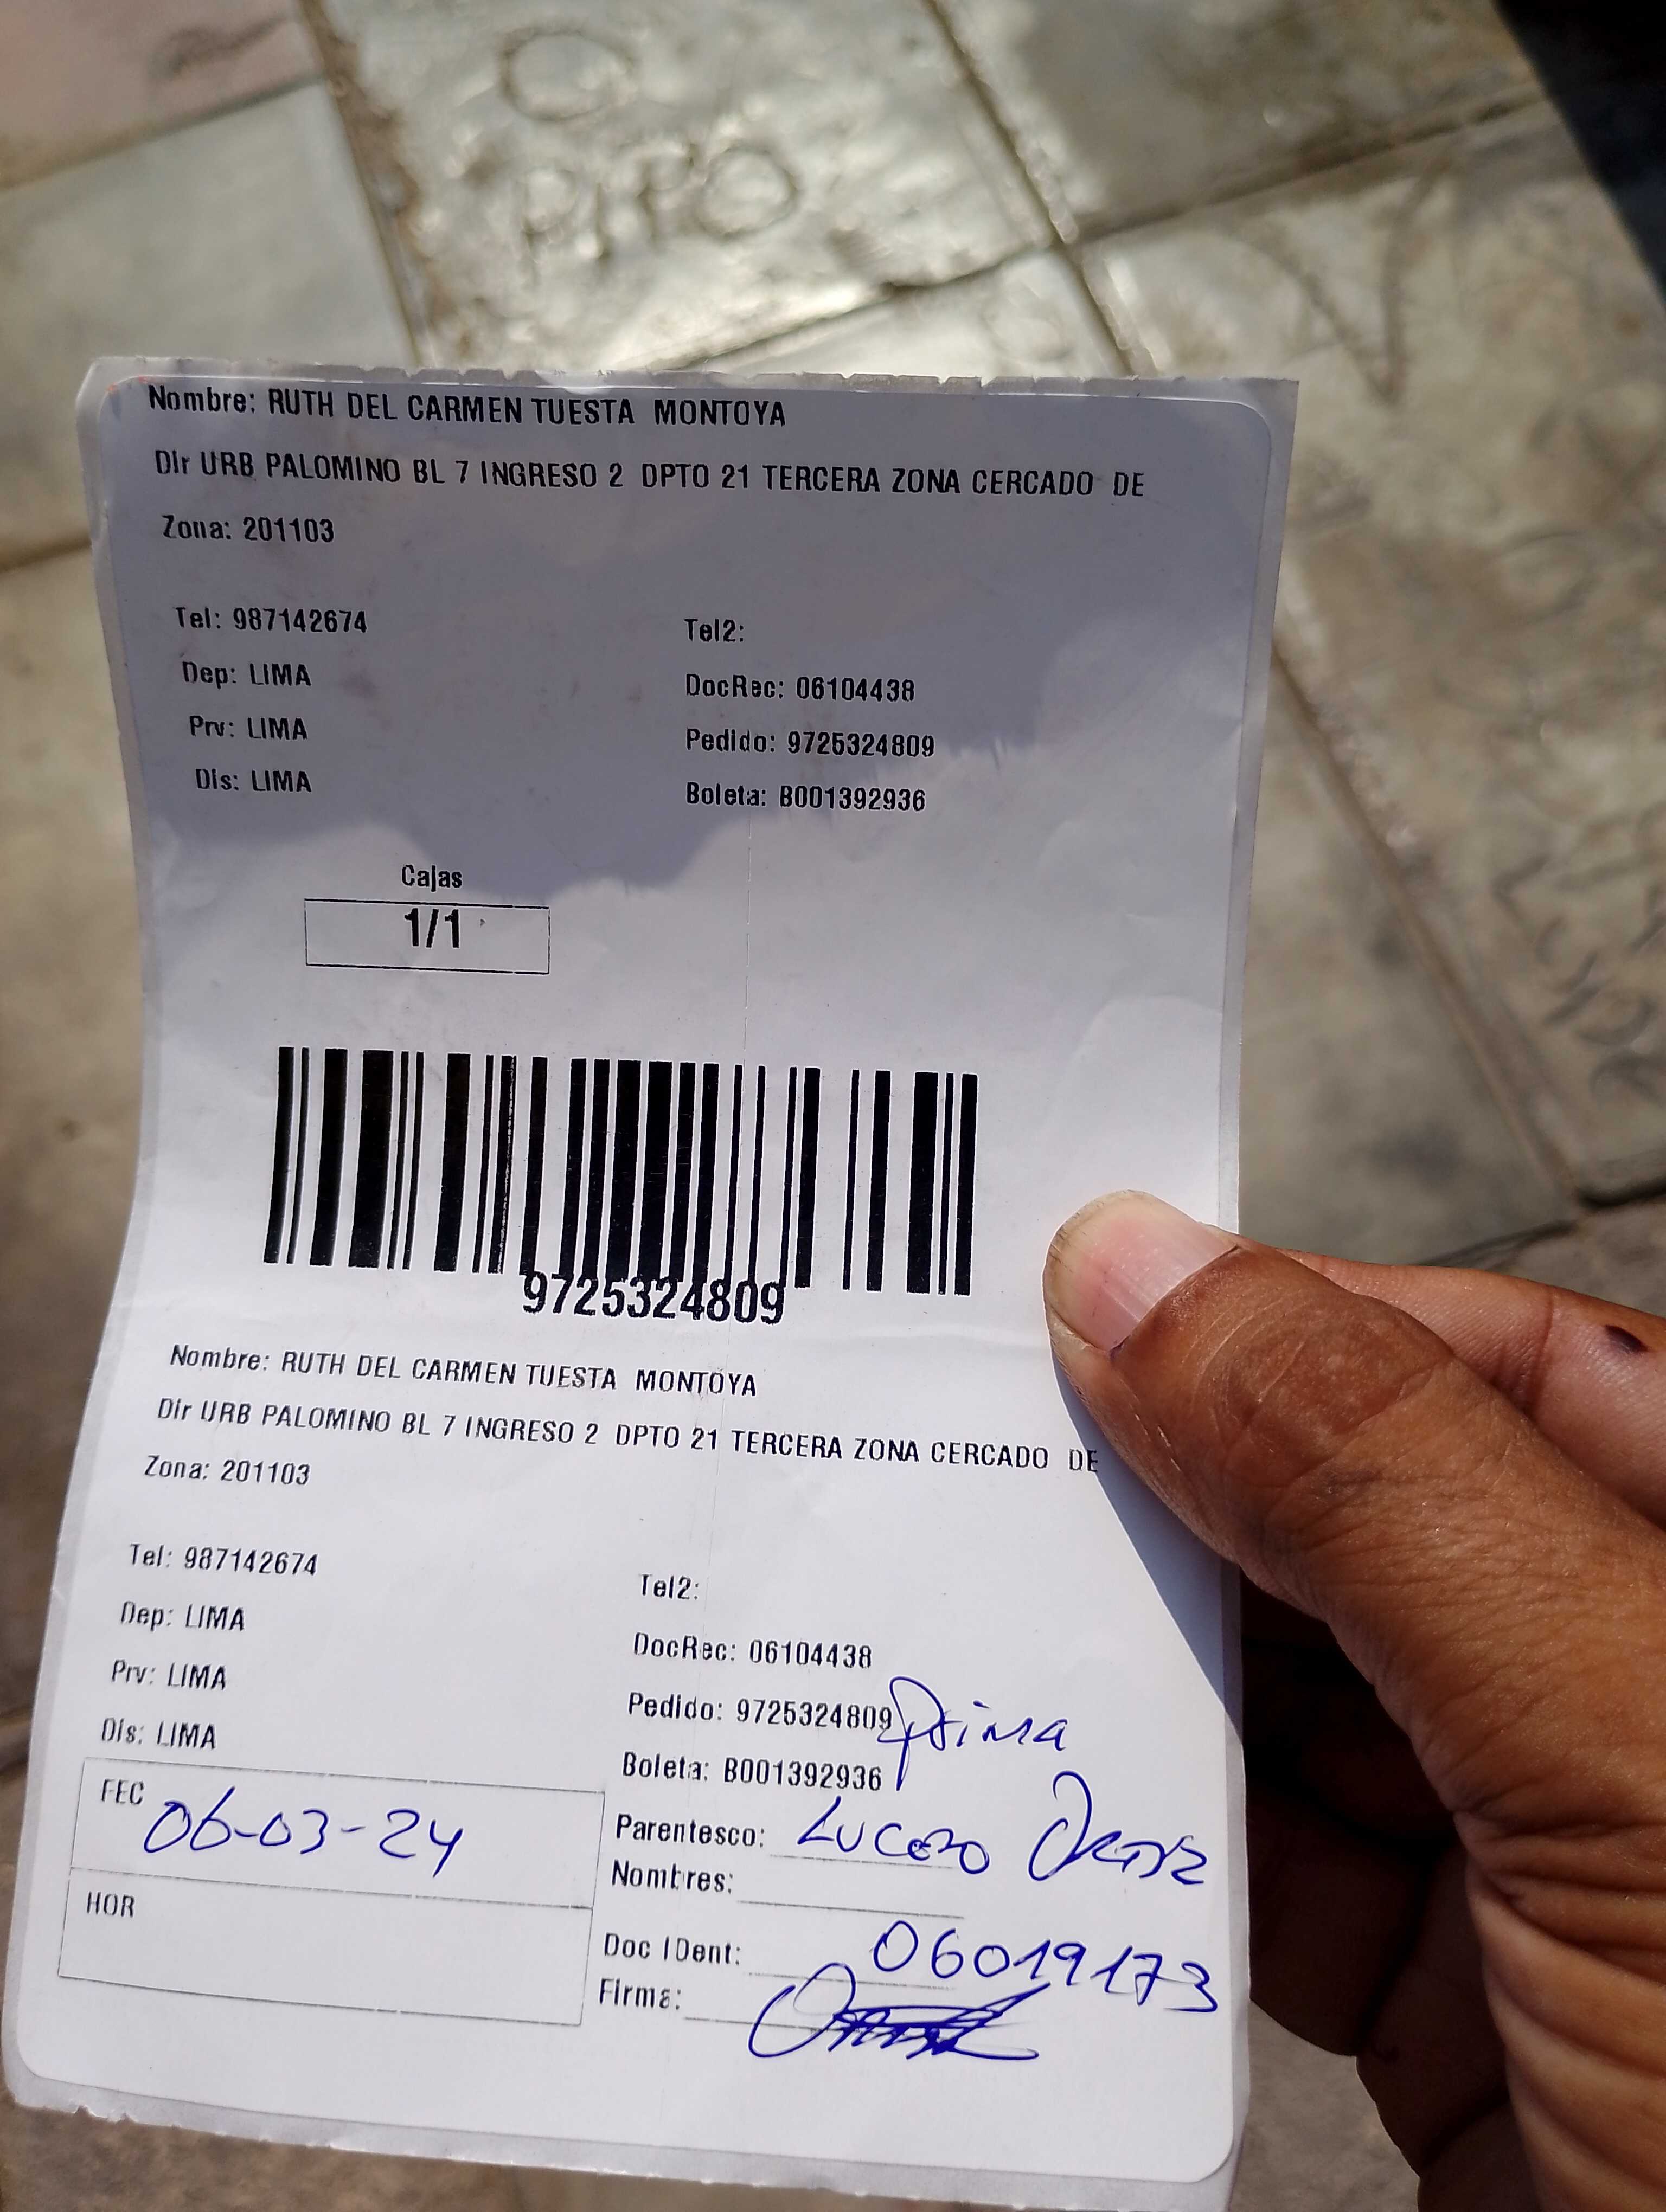 Nombre: RUTH DEL CARMEN TUESTA MONTOYA
Dir URB PALOMINO BL 7 INGRESO 2 DPTO 21 TERCERA ZONA CERCADO DE
Zona: 201103
Tel: 987142674 Tel2:
Dep: LIMA DocRec: 06104438
Prv: LIMA Pedido: 9725324809
Dis: LIMA Boleta: B001392936
Cajas
1/1
9725324809
Nombre: RUTH DEL CARMEN TUESTA MONTOYA
Dir URB PALOMINO BL 7 INGRESO 2 DPTO 21 TERCERA ZONA CERCADO DE
Zona: 201103
Tel: 987142674 Tel2:
Dep: LIMA DocRec: 06104438
Prv: LIMA Pedido: 9725324809 Prima
Dis: LIMA Boleta: B001392936
FEC 06-03-24 Parentesco: Lucero
Nombres:
HOR Doc IDent: 06019173
Firma: